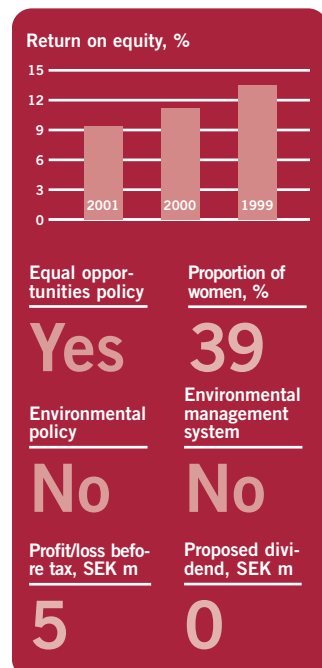 Return on equity, %
15
12
9
6
3
0
2001 2000 1999
Equal oppor-
tunities policy
Yes
Proportion of
women, %
39
Environmental
policy
No
Environmental
management
system
No
Profit/loss befo-
re tax, SEK m
5
Proposed divi-
dend, SEK m
0